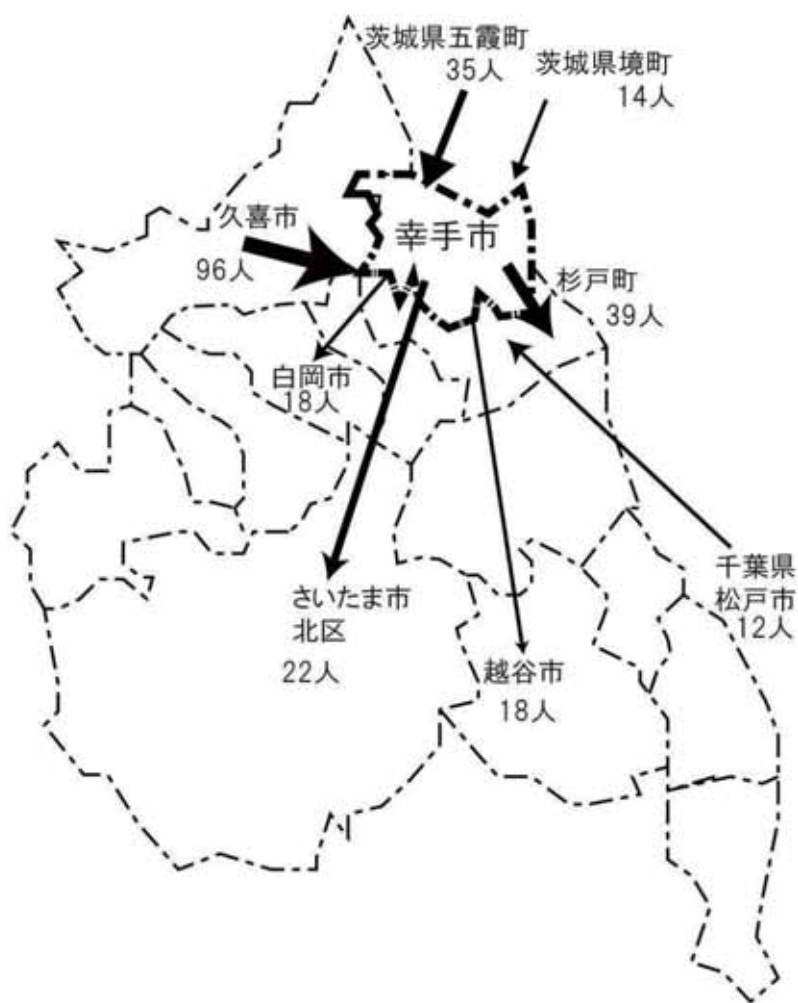 茨城県五霞町
35人
茨城県境町
14人
久喜市
96人
幸手市
杉戸町
39人
白岡市
18人
さいたま市
北区
22人
越谷市
18人
千葉県
松戸市
12人